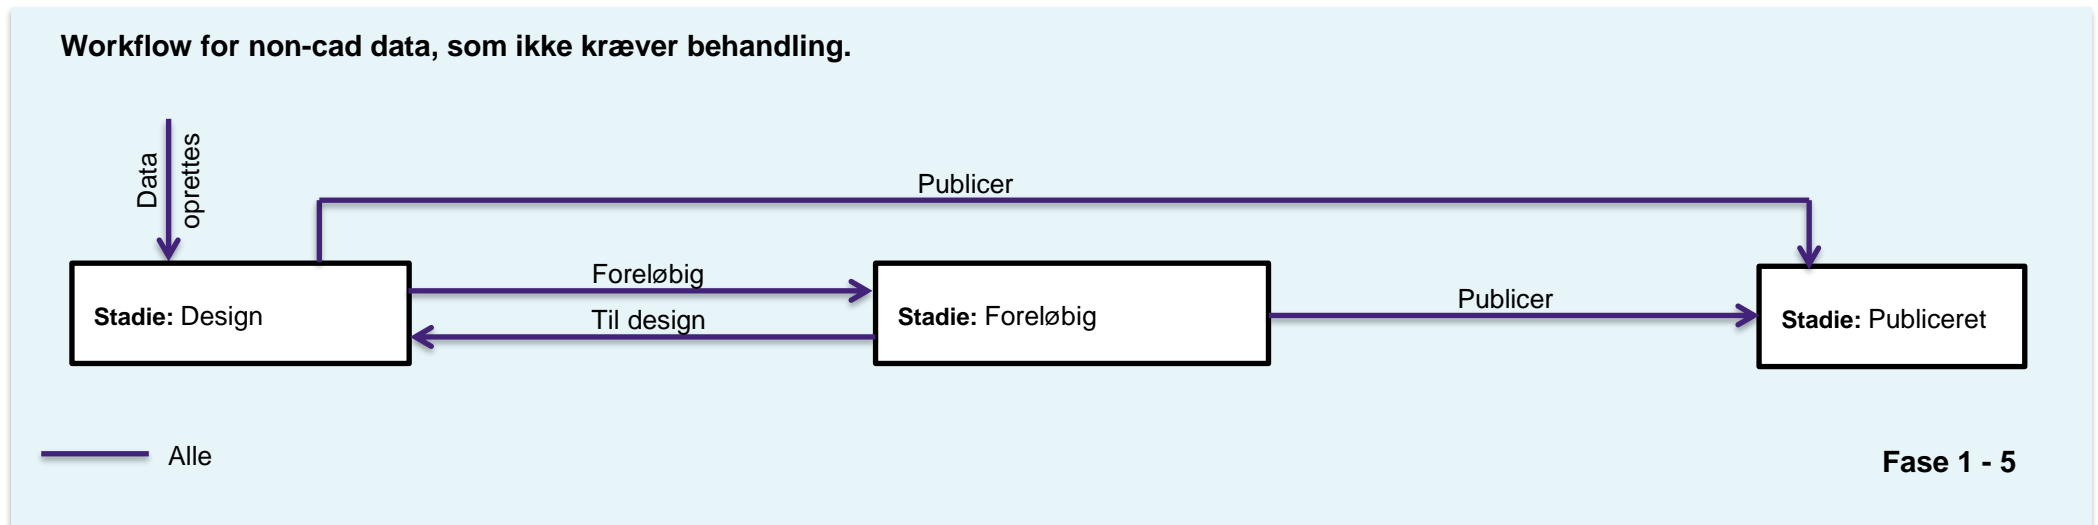 Workflow for non-cad data, som ikke kræver behandling.
Data
oprettes
Publicer
Stadie: Design
Foreløbig
Til design
Stadie: Foreløbig
Publicer
Stadie: Publiceret
Alle
Fase 1 - 5